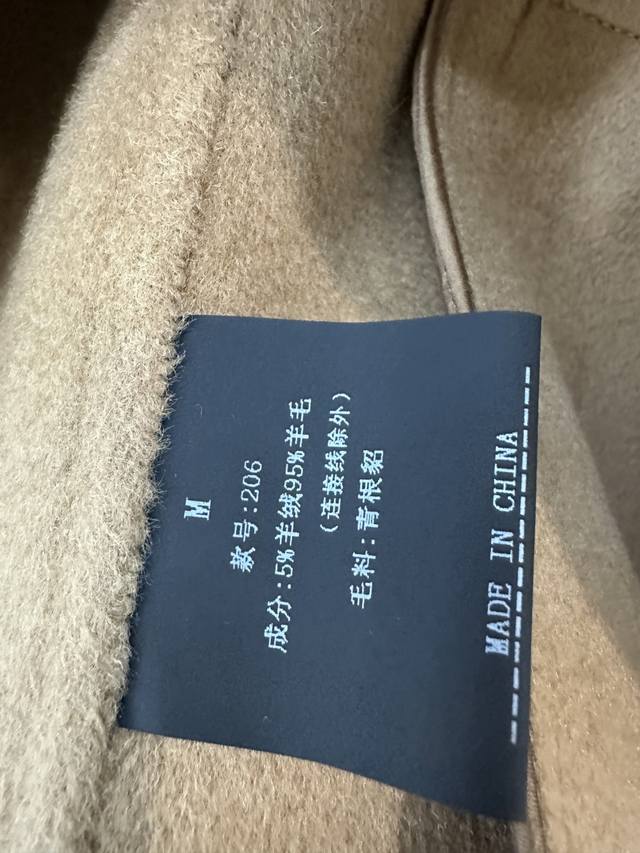 M
款号:206
成分:5%羊绒95%羊毛
(连接线除外)
毛料:青根貂
MADE IN CHINA